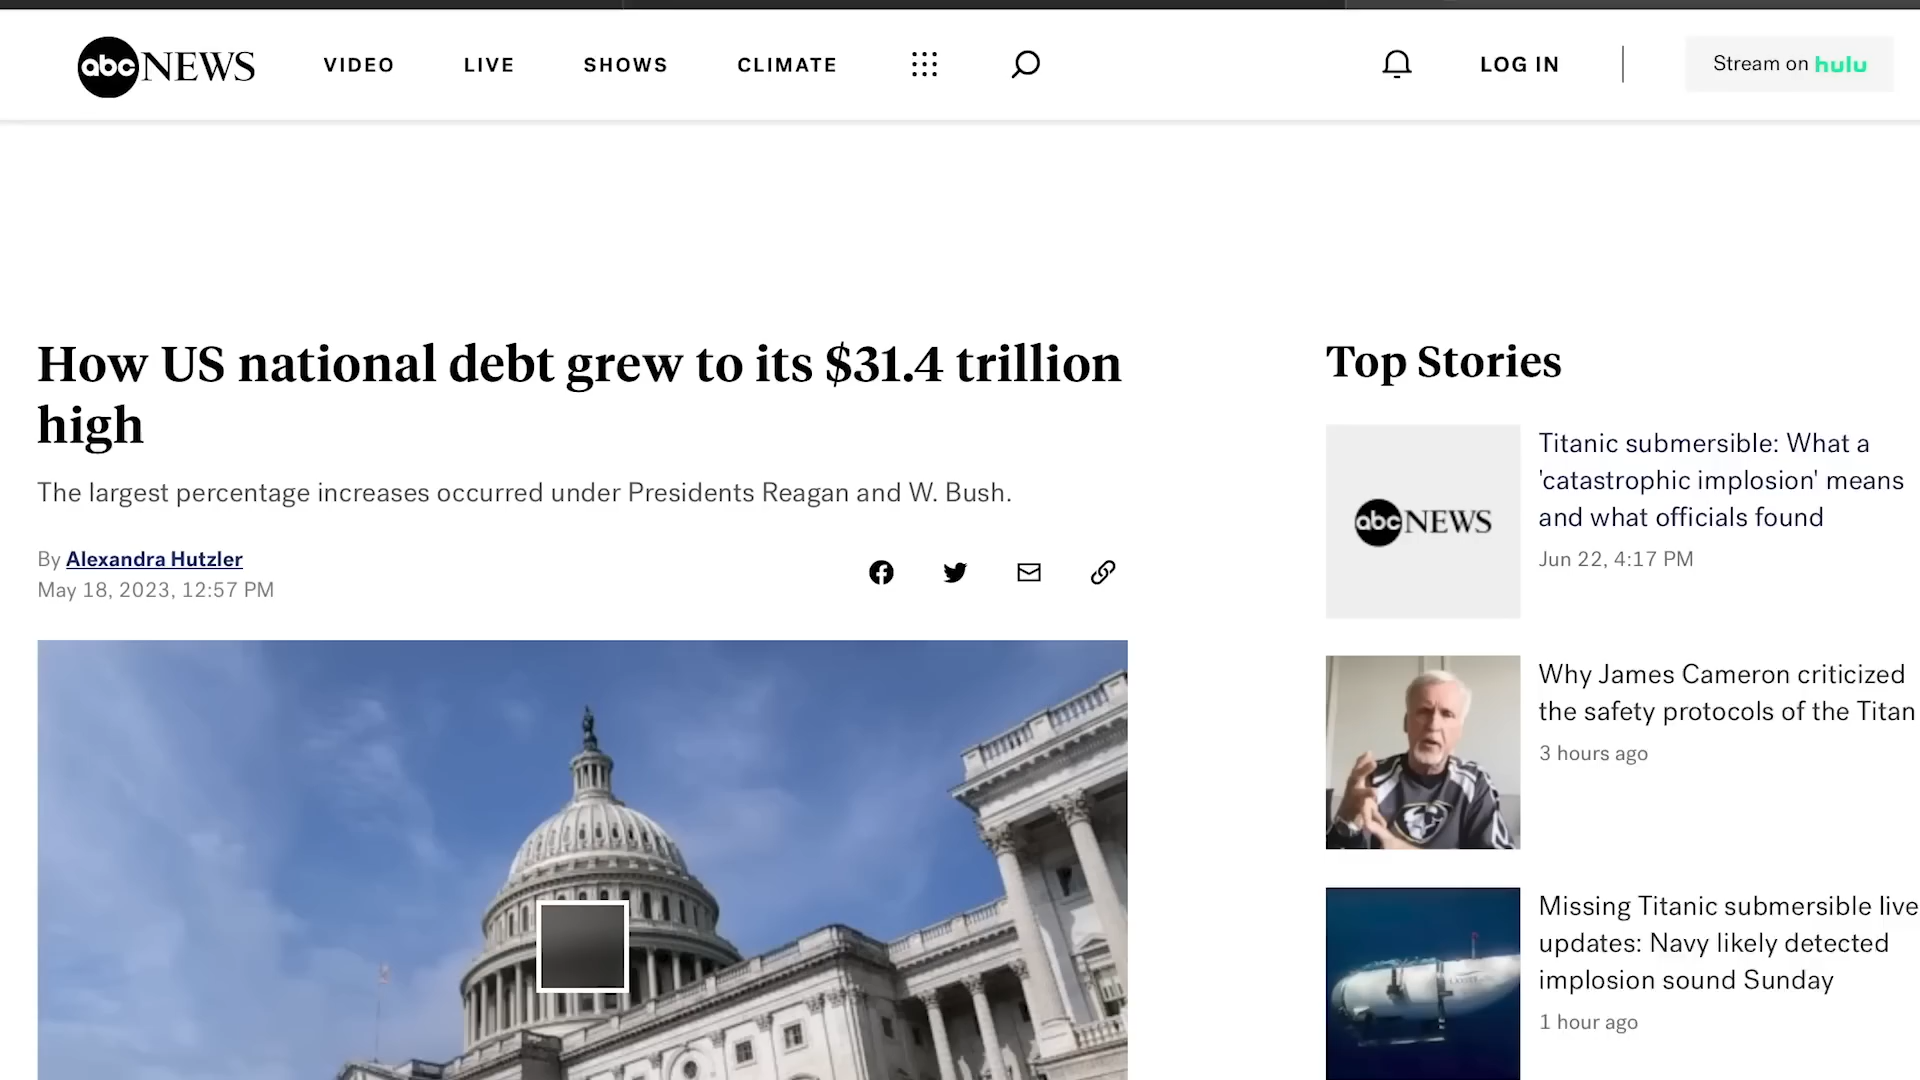 abc NEWS
VIDEO
LIVE
SHOWS
CLIMATE
LOG IN
Stream on hulu
How US national debt grew to its $31.4 trillion
high
The largest percentage increases occurred under Presidents Reagan and W. Bush.
By Alexandra Hutzler
May 18, 2023, 12:57 PM
Top Stories
abc NEWS
Titanic submersible: What a
'catastrophic implosion' means
and what officials found
Jun 22, 4:17 PM
Why James Cameron criticized
the safety protocols of the Titan
3 hours ago
Missing Titanic submersible live
updates: Navy likely detected
implosion sound Sunday
1 hour ago